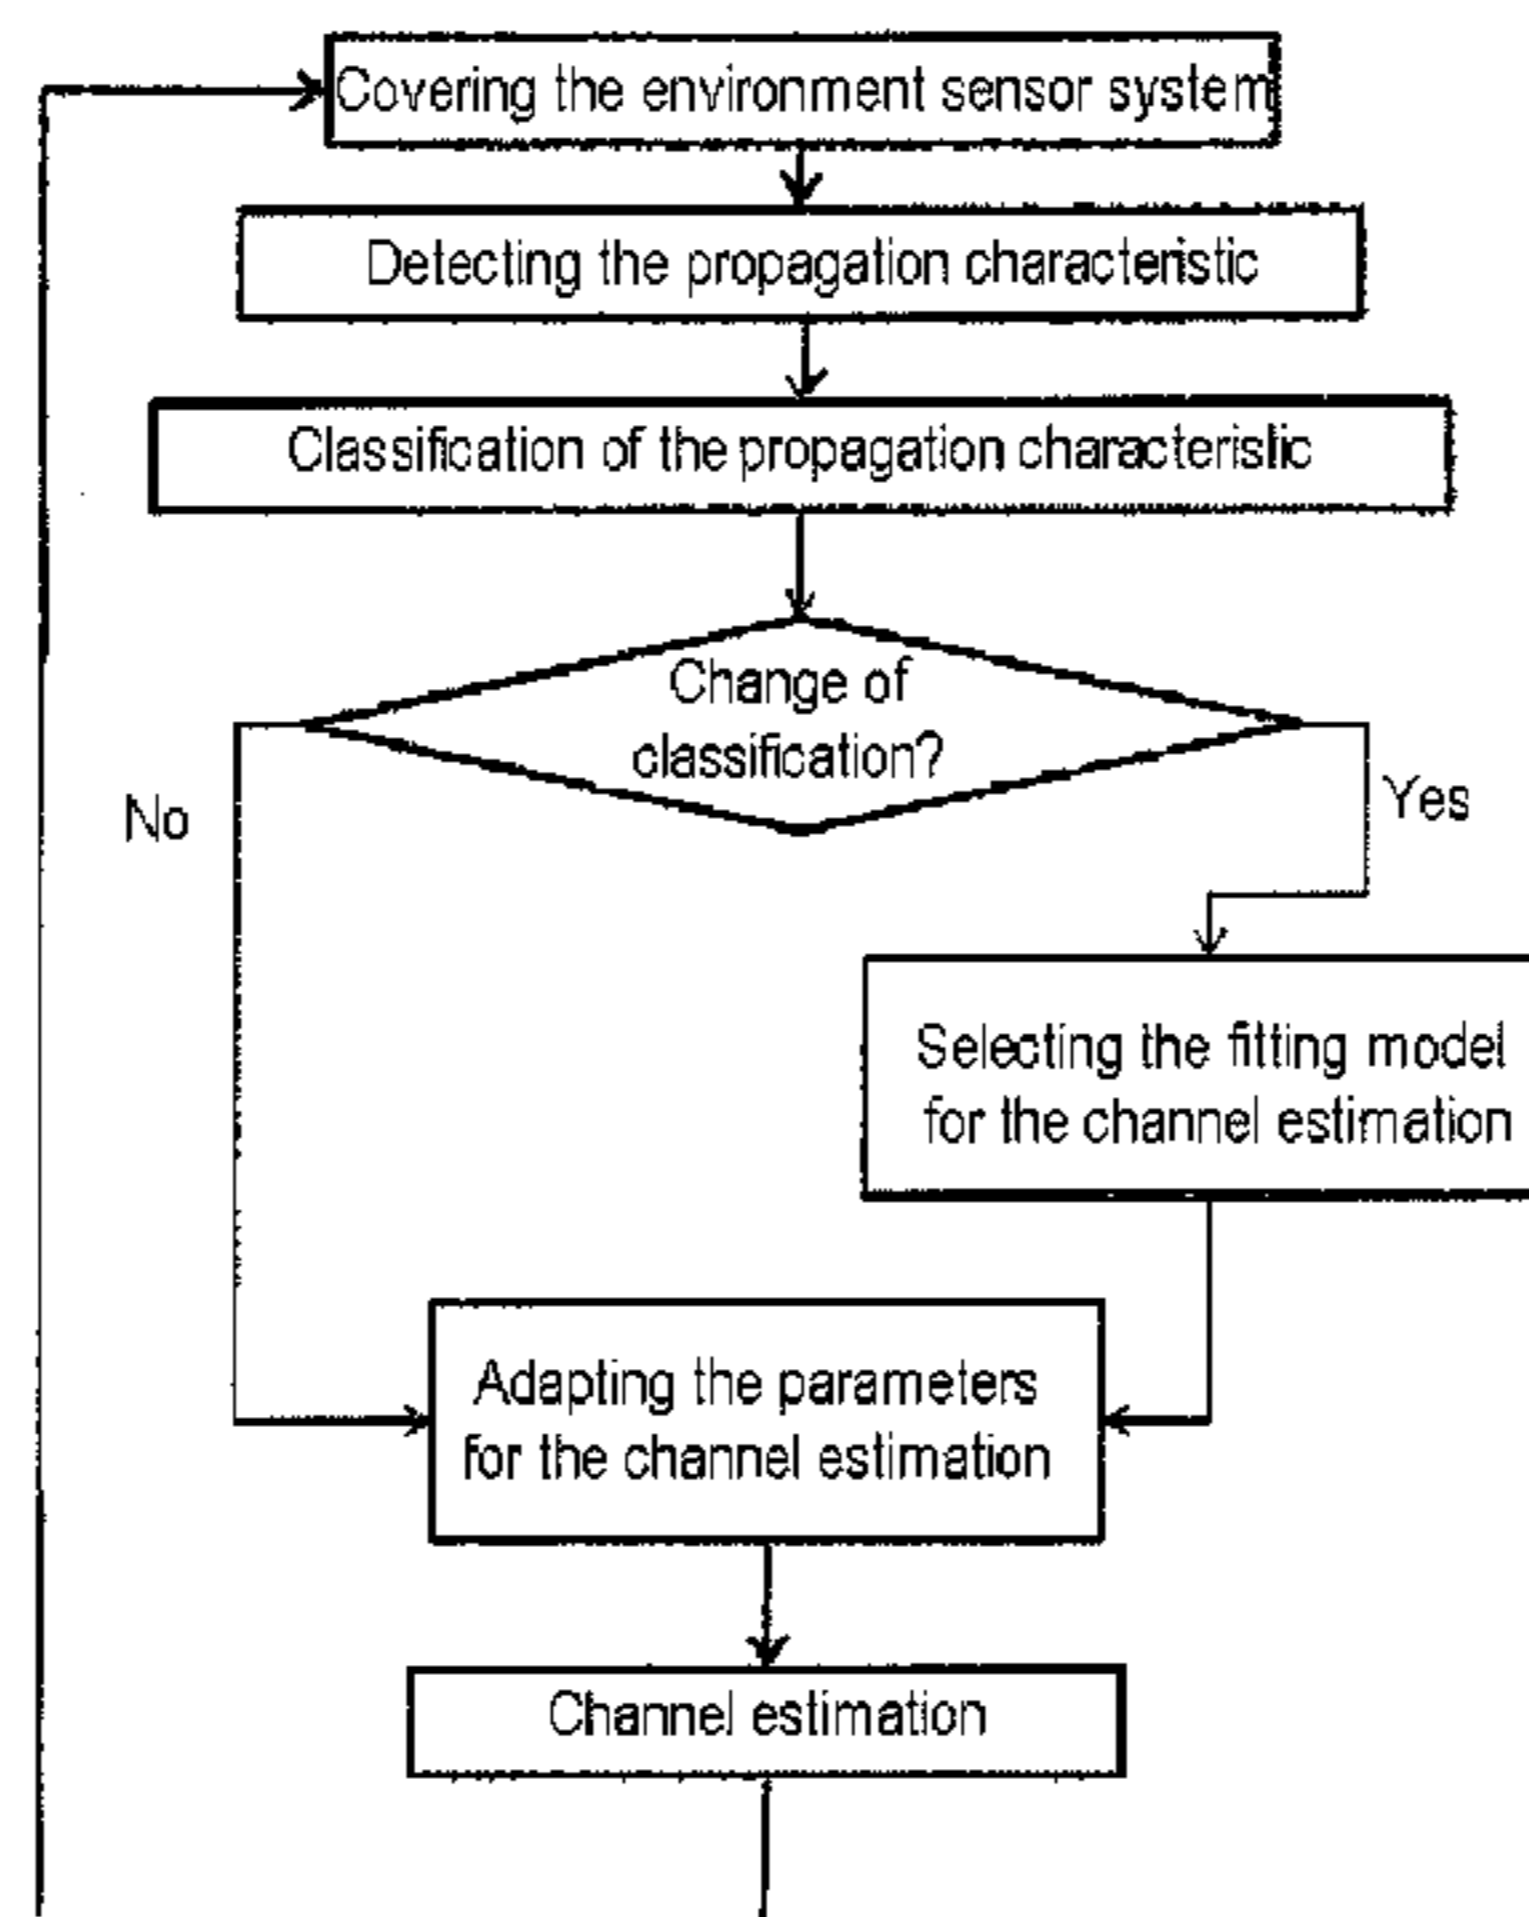 Covering the environment sensor system
Detecting the propagation characteristic
Classification of the propagation characteristic
Change of
classification?
No
Yes
Selecting the fitting model
for the channel estimation
Adapting the parameters
for the channel estimation
Channel estimation